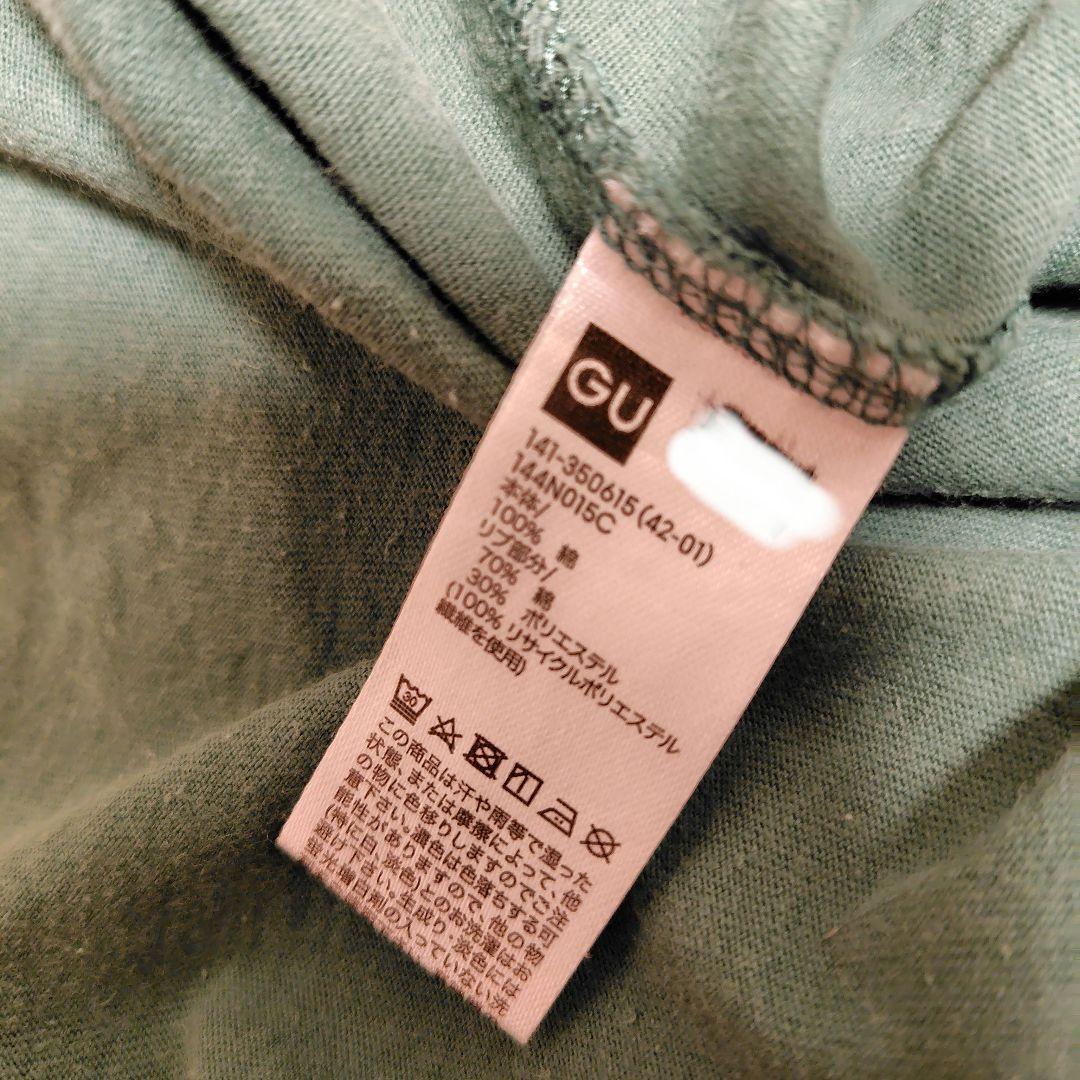 GU
141-350615(42-01)
144N015C
本体/
100% 綿
リブ部分/
70% 綿
30% ポリエステル
(100%リサイクルポリエステル
繊維を使用)
30
この商品は汗や雨等で湿った
状態、または摩擦によって、他
の物に色移りしますのでご注
意下さい。濃色は色落ちする可
能性がありますので、他の物
(特に白、淡色)とのお洗濯はお
避け下さい。生成り、淡色には
蛍光増白剤の入っていない洗